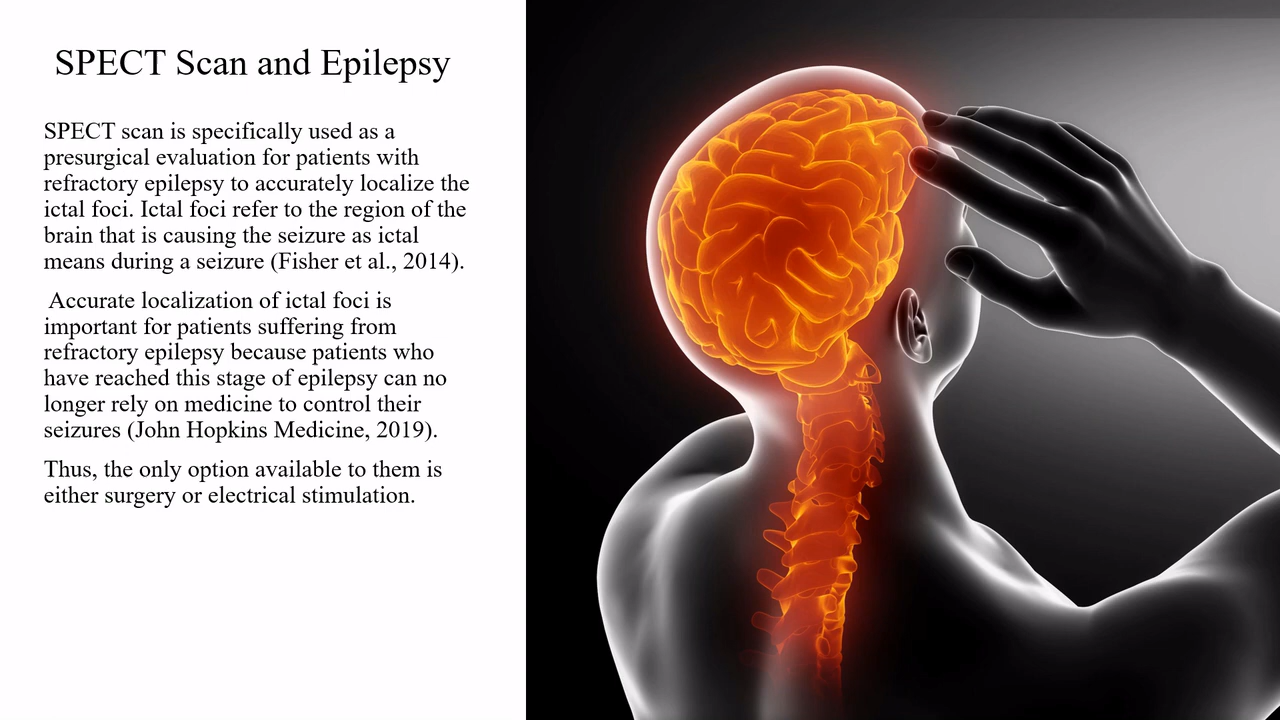 SPECT Scan and Epilepsy
SPECT scan is specifically used as a
presurgical evaluation for patients with
refractory epilepsy to accurately localize the
ictal foci. Ictal foci refer to the region of the
brain that is causing the seizure as ictal
means during a seizure (Fisher et al., 2014).
Accurate localization of ictal foci is
important for patients suffering from
refractory epilepsy because patients who
have reached this stage of epilepsy can no
longer rely on medicine to control their
seizures (John Hopkins Medicine, 2019).
Thus, the only option available to them is
either surgery or electrical stimulation.